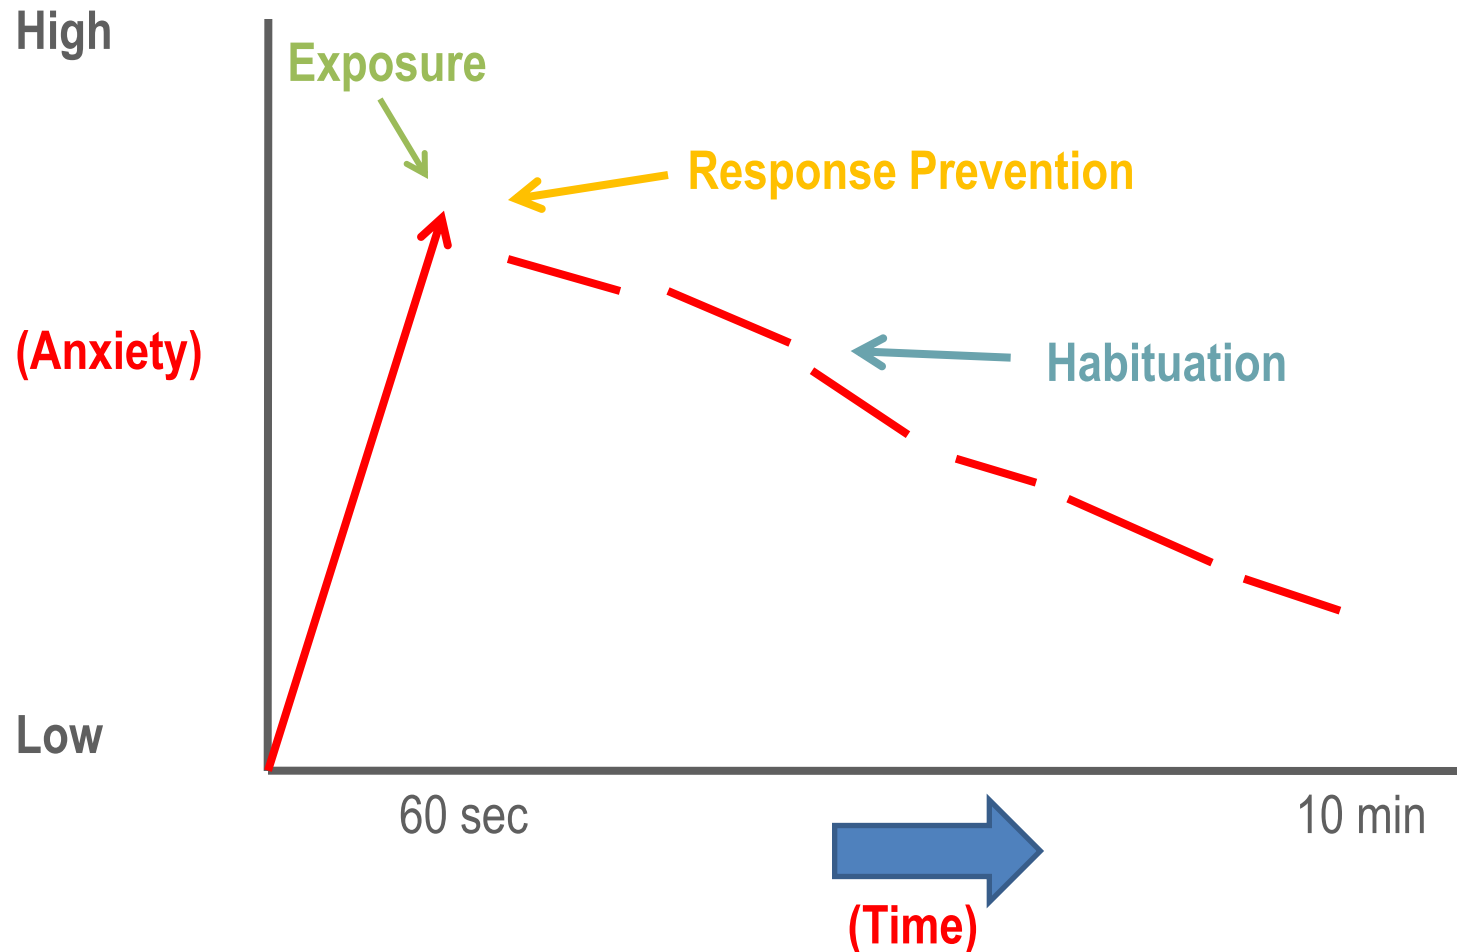 High
Exposure
Response Prevention
(Anxiety)
Habituation
Low
60 sec
10 min
(Time)